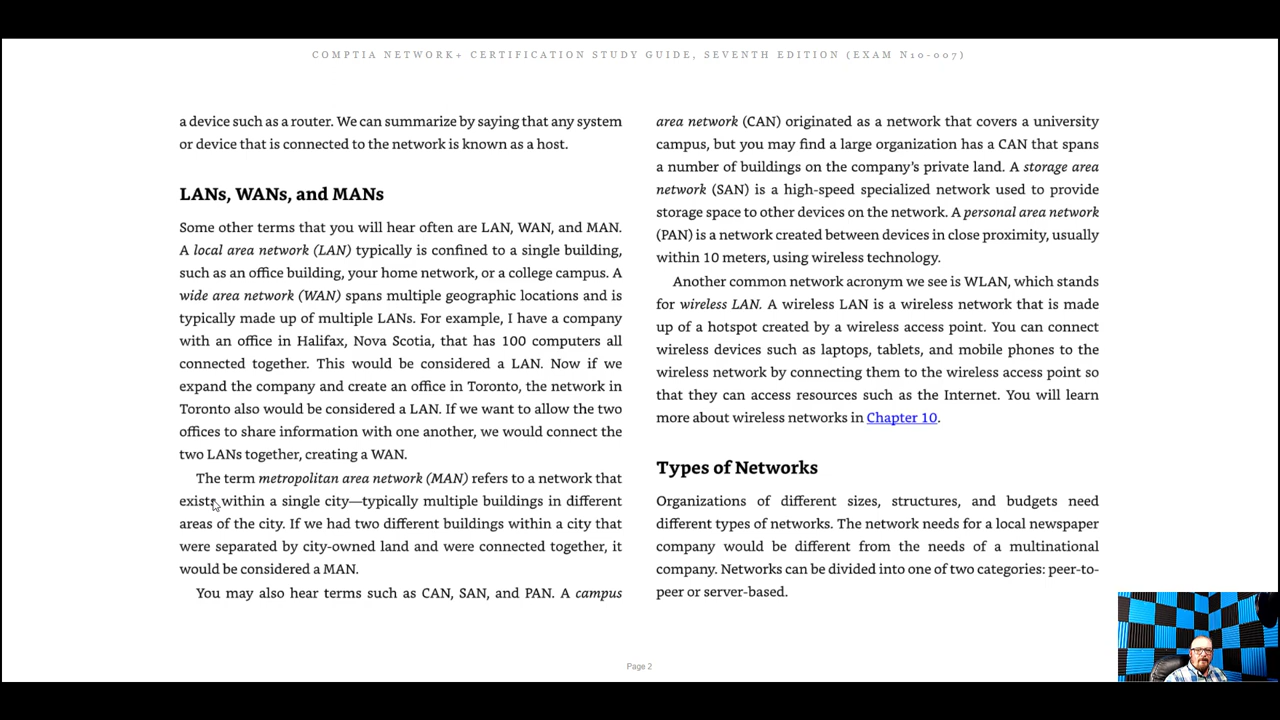 COMPTIA NETWORK+ CERTIFICATION STUDY GUIDE, SEVENTH EDITION (EXAM N10-007)
a device such as a router. We can summarize by saying that any system
or device that is connected to the network is known as a host.
LANs, WANs, and MANs
Some other terms that you will hear often are LAN, WAN, and MAN.
A local area network (LAN) typically is confined to a single building,
such as an office building, your home network, or a college campus. A
wide area network (WAN) spans multiple geographic locations and is
typically made up of multiple LANs. For example, I have a company
with an office in Halifax, Nova Scotia, that has 100 computers all
connected together. This would be considered a LAN. Now if we
expand the company and create an office in Toronto, the network in
Toronto also would be considered a LAN. If we want to allow the two
offices to share information with one another, we would connect the
two LANs together, creating a WAN.
The term metropolitan area network (MAN) refers to a network that
exists within a single city—typically multiple buildings in different
areas of the city. If we had two different buildings within a city that
were separated by city-owned land and were connected together, it
would be considered a MAN.
You may also hear terms such as CAN, SAN, and PAN. A campus
area network (CAN) originated as a network that covers a university
campus, but you may find a large organization has a CAN that spans
a number of buildings on the company's private land. A storage area
network (SAN) is a high-speed specialized network used to provide
storage space to other devices on the network. A personal area network
(PAN) is a network created between devices in close proximity, usually
within 10 meters, using wireless technology.
Another common network acronym we see is WLAN, which stands
for wireless LAN. A wireless LAN is a wireless network that is made
up of a hotspot created by a wireless access point. You can connect
wireless devices such as laptops, tablets, and mobile phones to the
wireless network by connecting them to the wireless access point so
that they can access resources such as the Internet. You will learn
more about wireless networks in Chapter 10.
Types of Networks
Organizations of different sizes, structures, and budgets need
different types of networks. The network needs for a local newspaper
company would be different from the needs of a multinational
company. Networks can be divided into one of two categories: peer-to-
peer or server-based.
Page 2